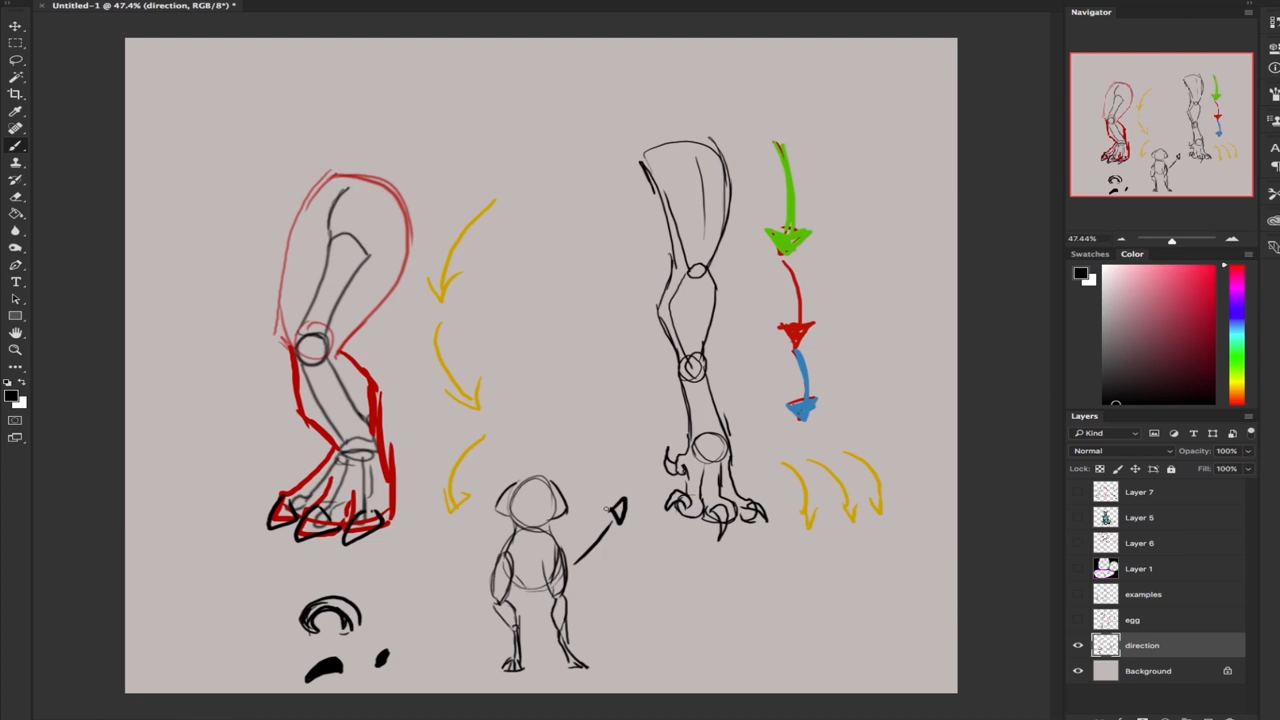 Untitled-1 @ 47.4% (direction, RGB/8*) *
Navigator
47.44%
Swatches
Color
Layers
Kind
Normal
Opacity: 100%
Lock:
Fill: 100%
Layer 7
Layer 5
Layer 6
Layer 1
examples
egg
direction
Background